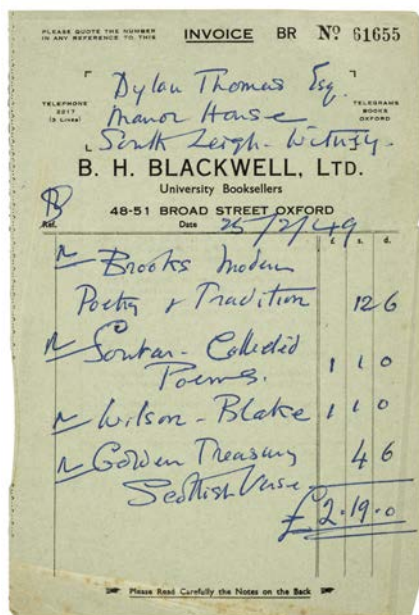 PLEASE QUOTE THE NUMBER INVOICE BR No 61655
IN ANY REFERENCE TO THIS
Dylan Thomas Esq.
TELEPHONE Manor House TELEGRAMS
2217 BOOKS
(5 Lines) OXFORD
South Leigh. Witney.
B. H. BLACKWELL, LTD.
University Booksellers
48-51 BROAD STREET OXFORD
Ref. Date 25/2/49
£ s. d.
N Brooks Modern
Poetry & Tradition 12 6
N Soutar - Collected
Poems. 1 1 0
N Wilson - Blake 1 1 0
N Golden Treasury 4 6
Scottish Verse
£2.19.0
Please Read Carefully the Notes on the Back